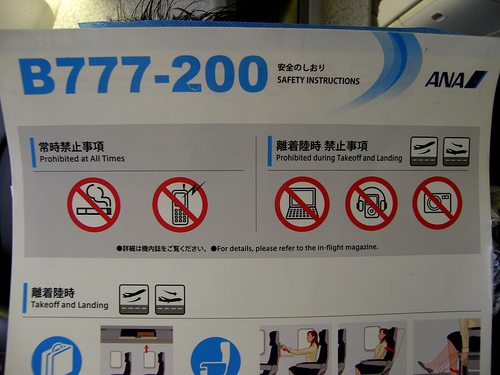 B777-200
安全のしおり
SAFETY INSTRUCTIONS
ANA
常時禁止事項
Prohibited at All Times
離着陸時 禁止事項
Prohibited during Takeoff and Landing
●詳細は機内誌をご覧ください。 ●For details, please refer to the in-flight magazine.
離着陸時
Takeoff and Landing